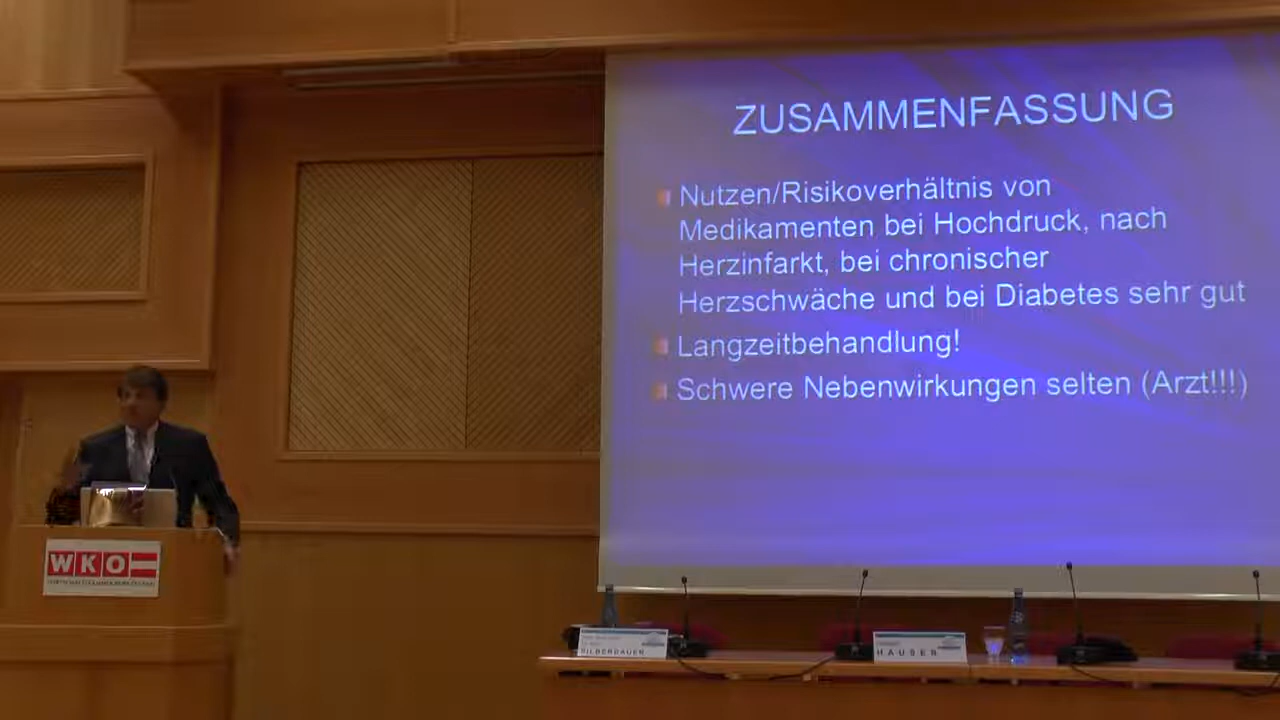 ZUSAMMENFASSUNG
Nutzen/Risikoverhältnis von
Medikamenten bei Hochdruck, nach
Herzinfarkt, bei chronischer
Herzschwäche und bei Diabetes sehr gut
Langzeitbehandlung!
Schwere Nebenwirkungen selten (Arzt!!!)
WKO
SILBERBAUER
HAUSER